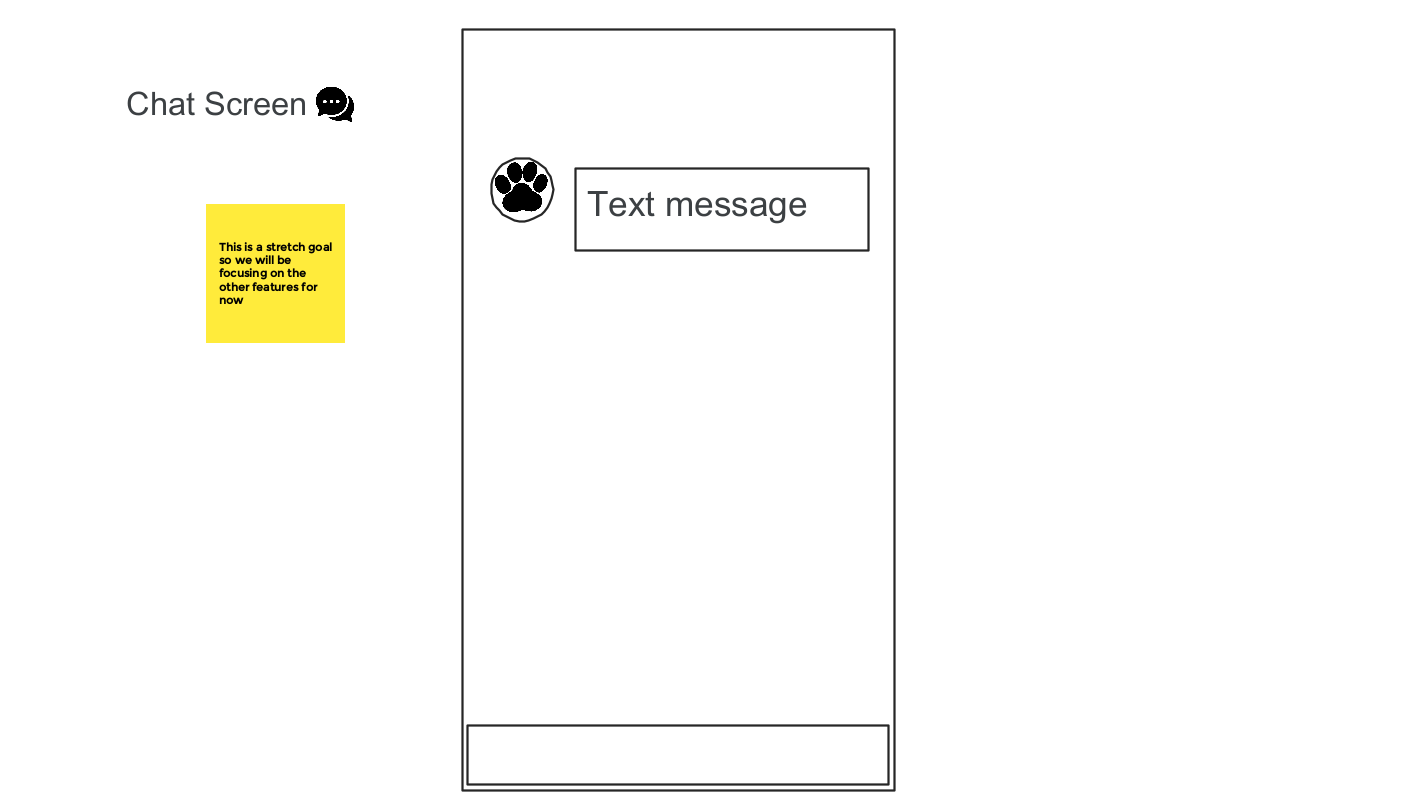 Chat Screen
This is a stretch goal
so we will be
focusing on the
other features for
now
Text message